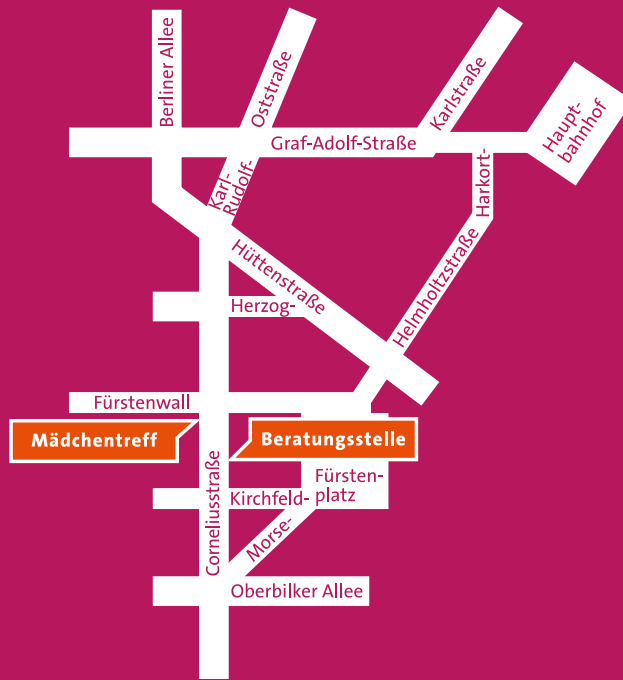 Berliner Allee
Oststraße
Karlstraße
Haupt-
bahnhof
Graf-Adolf-Straße
Karl-
Rudolf-
Harkort-
Hüttenstraße
Helmholtzstraße
Herzog-
Fürstenwall
Mädchentreff
Beratungsstelle
Corneliusstraße
Fürsten-
platz
Kirchfeld-
Morse-
Oberbilker Allee